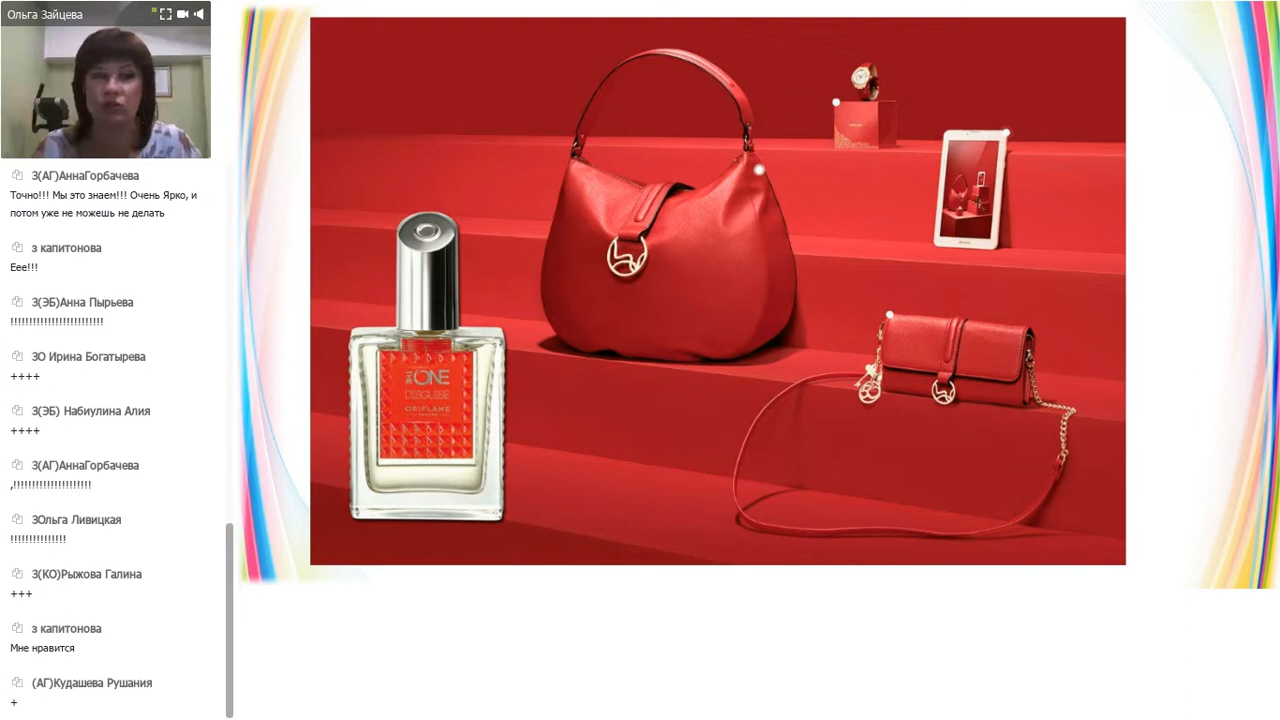 Ольга Зайцева
З(АГ)АннаГорбачева
Точно!!! Мы это знаем!!! Очень Ярко, и
потом уже не можешь не делать
з капитонова
Еее!!!
З(ЭБ)Анна Пырьева
!!!!!!!!!!!!!!!!!!!!!!!!!
ЗО Ирина Богатырева
++++
З(ЭБ) Набиулина Алия
++++
З(АГ)АннаГорбачева
,!!!!!!!!!!!!!!!!!!!!!
ЗОльга Ливицкая
!!!!!!!!!!!!!!!
З(КО)Рыжова Галина
+++
з капитонова
Мне нравится
(АГ)Кудашева Рушания
+
THE ONE
DISGUISE
ORIFLAME